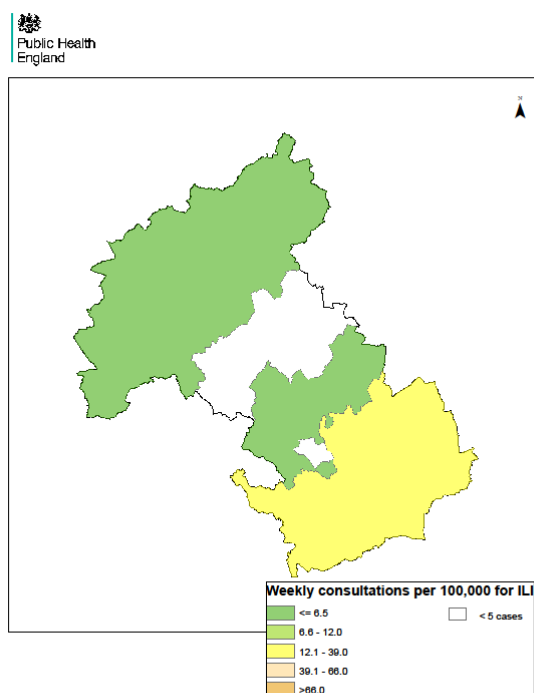 Public Health
England
Weekly consultations per 100,000 for ILI
<= 6.5
< 5 cases
6.6 - 12.0
12.1 - 39.0
39.1 - 66.0
>66.0